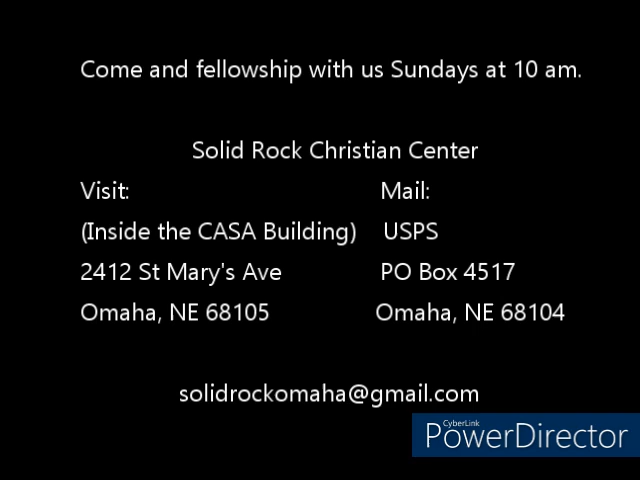 Come and fellowship with us Sundays at 10 am.
Solid Rock Christian Center
Visit: Mail:
(Inside the CASA Building) USPS
2412 St Mary's Ave PO Box 4517
Omaha, NE 68105 Omaha, NE 68104
solidrockomaha@gmail.com
CyberLink
PowerDirector